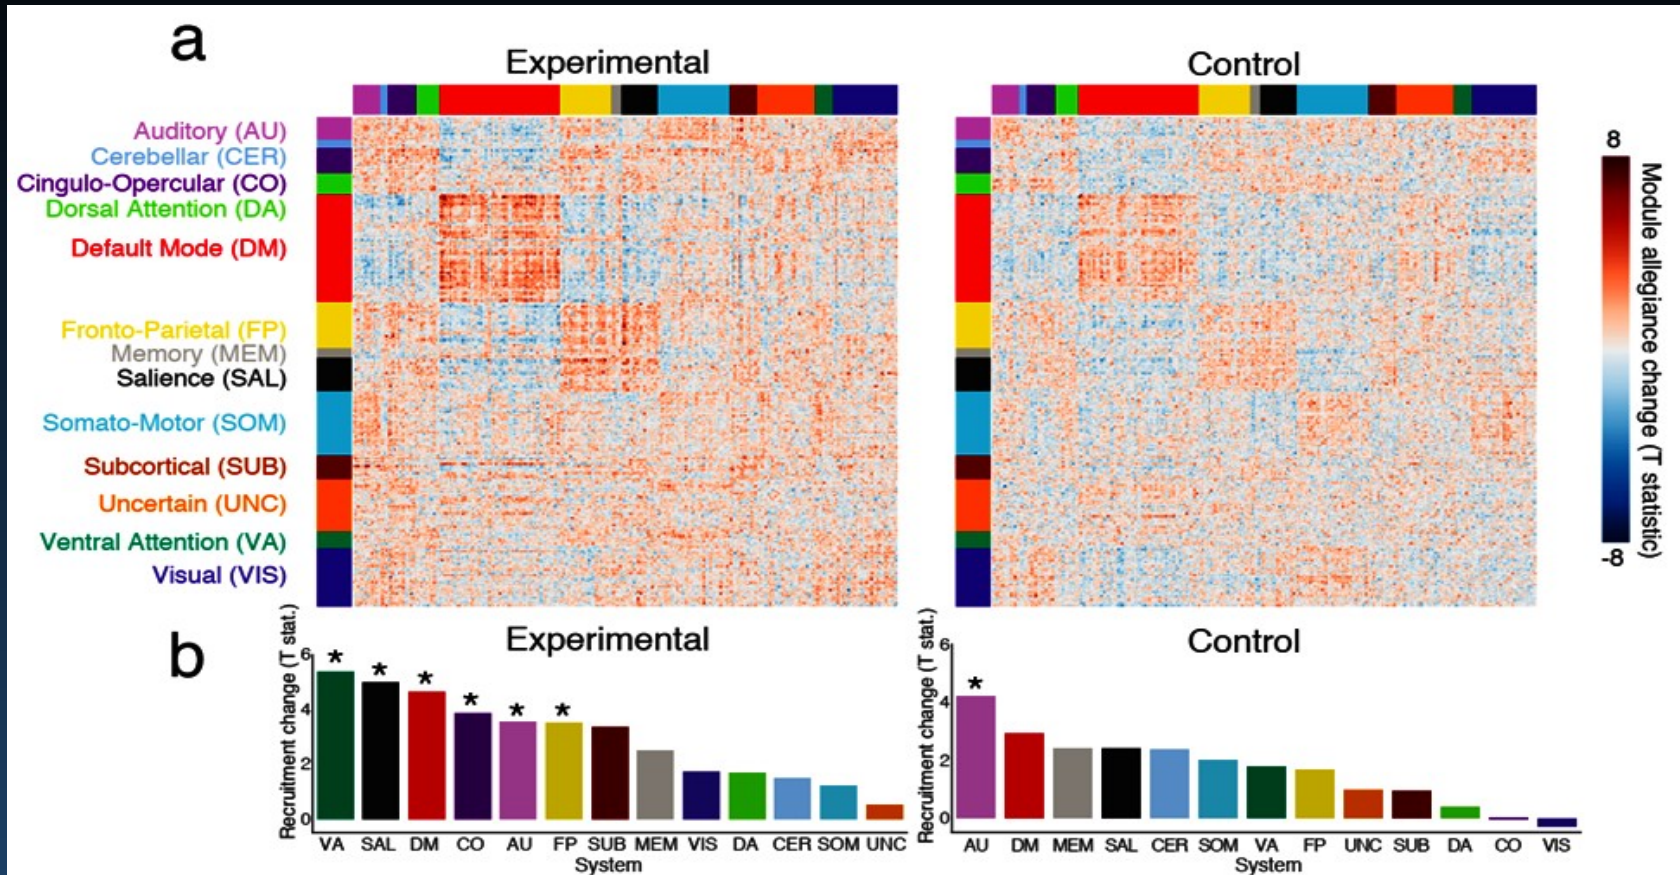 a
Experimental
Control
Auditory (AU)
Cerebellar (CER)
Cingulo-Opercular (CO)
Dorsal Attention (DA)
Default Mode (DM)
Fronto-Parietal (FP)
Memory (MEM)
Salience (SAL)
Somato-Motor (SOM)
Subcortical (SUB)
Uncertain (UNC)
Ventral Attention (VA)
Visual (VIS)
8
Module allegiance change (T statistic)
-8
b
Experimental
Recruitment change (T stat.)
6
4
2
0
* * * * * *
VA SAL DM CO AU FP SUB MEM VIS DA CER SOM UNC
System
Control
Recruitment change (T stat.)
6
4
2
0
*
AU DM MEM SAL CER SOM VA FP UNC SUB DA CO VIS
System